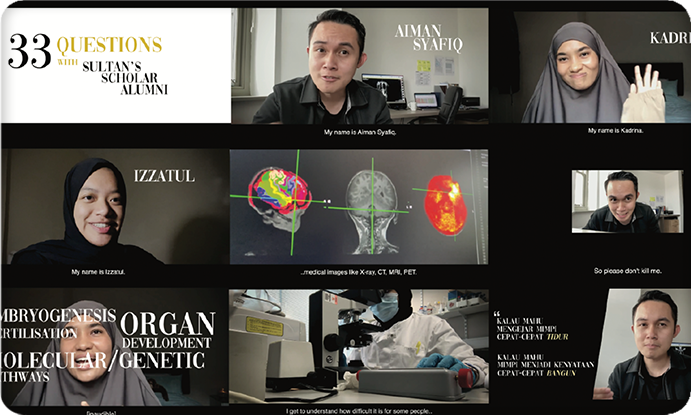 33 QUESTIONS
WITH SULTAN'S
SCHOLAR
ALUMNI
AIMAN
SYAFIQ
My name is Aiman Syafiq,
KADRI
My name is Kadrina.
IZZATUL
My name is Izzatul.
..medical images like X-ray, CT, MRI, PET.
So please don't kill me.
MBRYOGENESIS
ERTILISATION
ORGAN
DEVELOPMENT
MOLECULAR/GENETIC
THWAYS
[inaudible]
I got to understand how difficult it is for some people..
"
KALAU MAHU
MENGEJAR MIMPI
CEPAT-CEPAT TIDUR
KALAU MAHU
MIMPI MENJADI KENYATAAN
CEPAT-CEPAT BANGUN